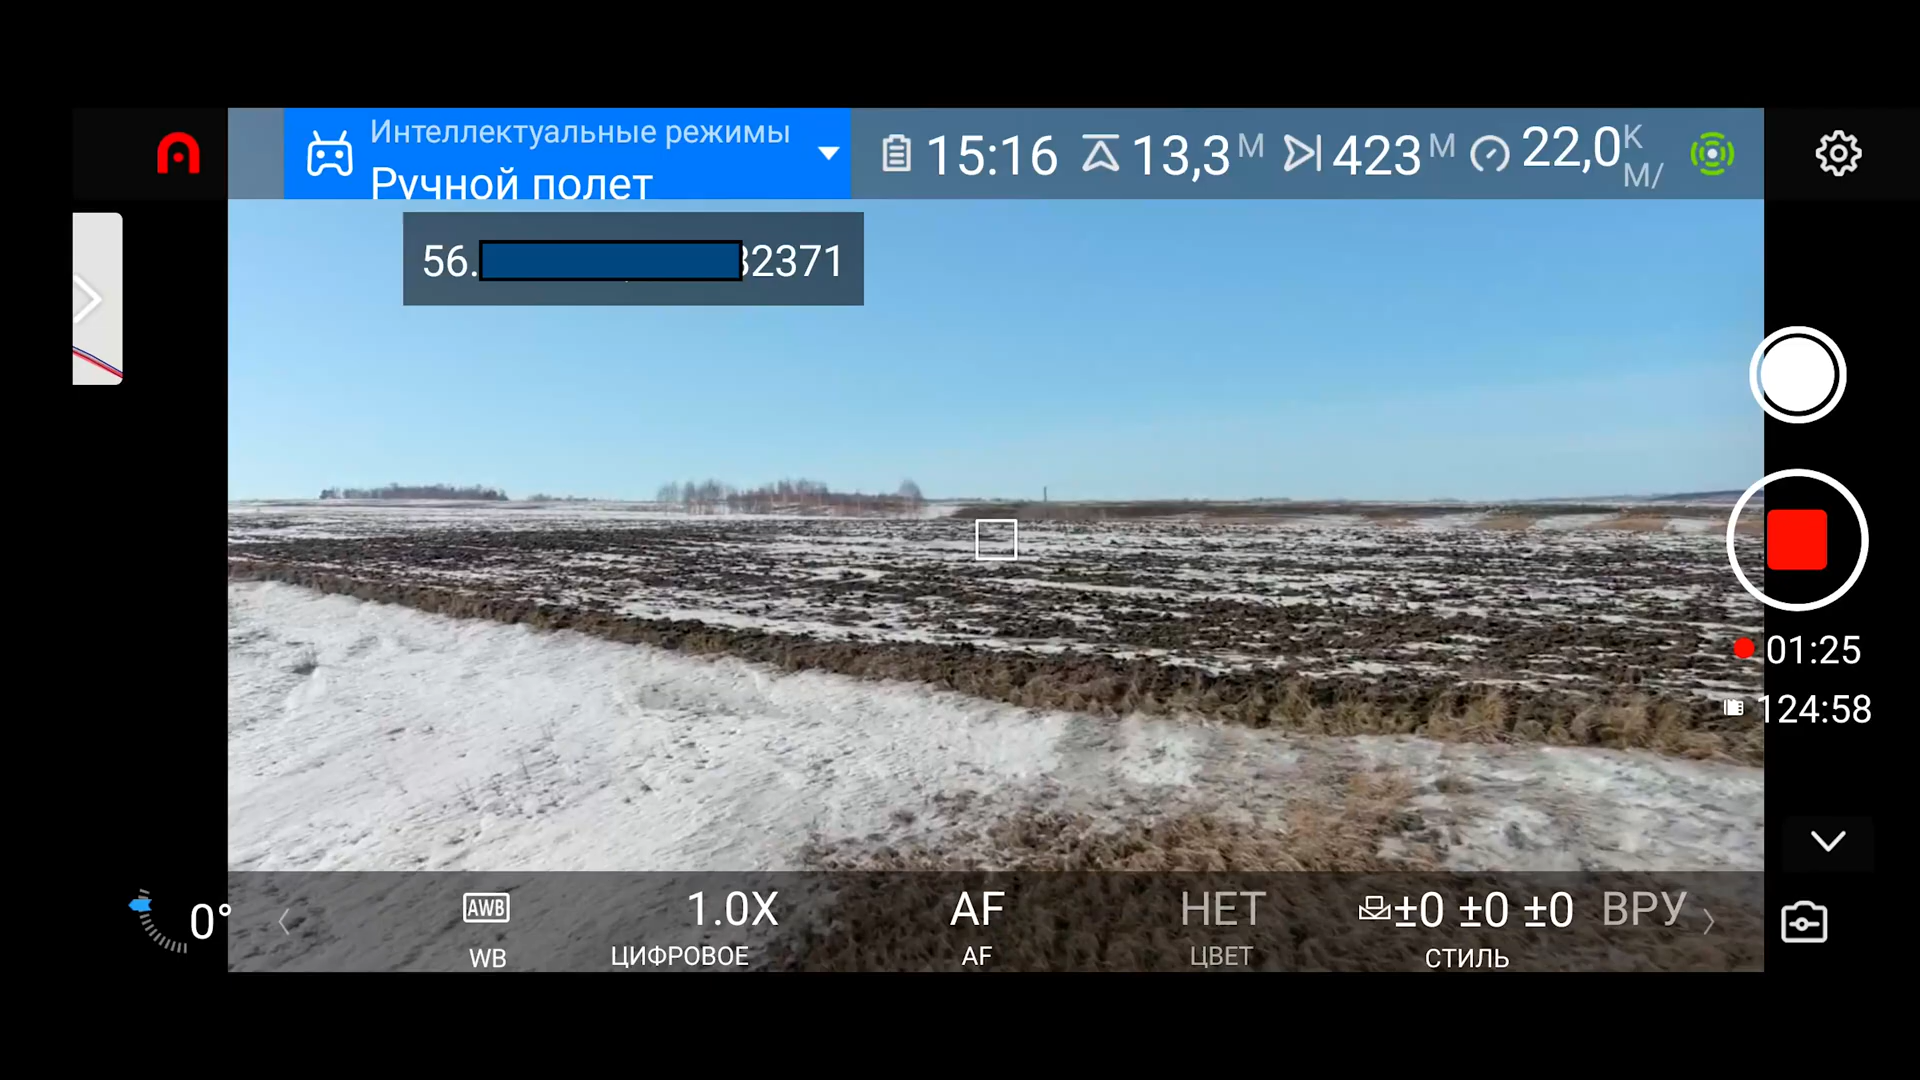 Интеллектуальные режимы
Ручной полет
15:16 13,3 М 423 М 22,0 К М/
56. 32371
01:25
124:58
0°
AWB 1.0X AF НЕТ ±0 ±0 ±0 ВРУ
WB ЦИФРОВОЕ AF ЦВЕТ СТИЛЬ